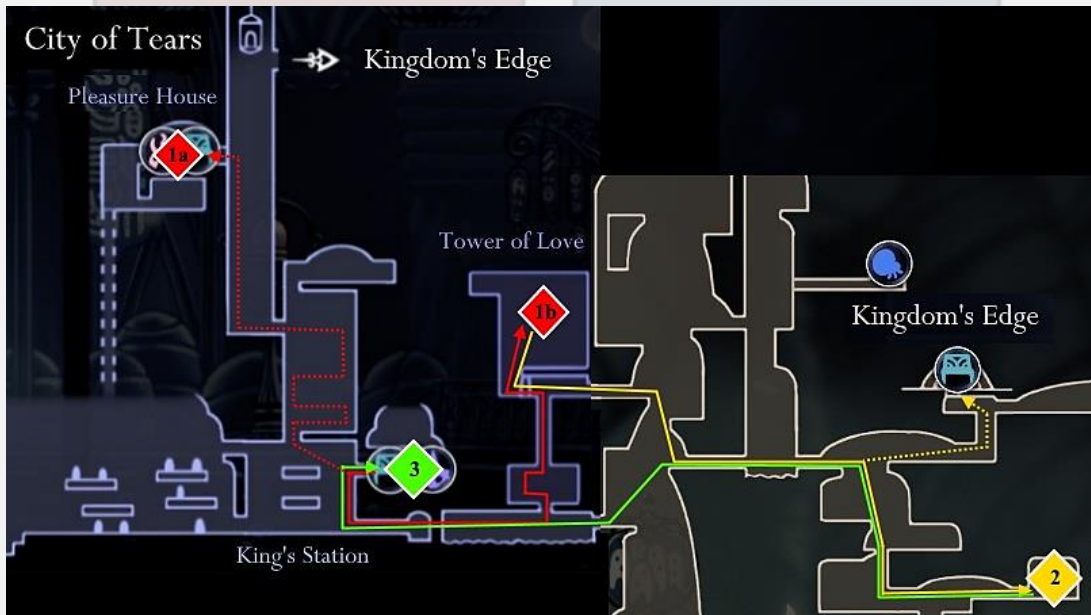 City of Tears
Kingdom's Edge
Pleasure House
1a
Tower of Love
1b
Kingdom's Edge
3
King's Station
2